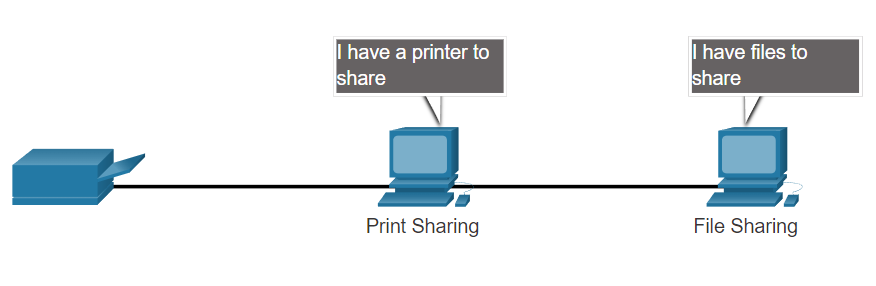 I have a printer to
share
I have files to
share
Print Sharing
File Sharing